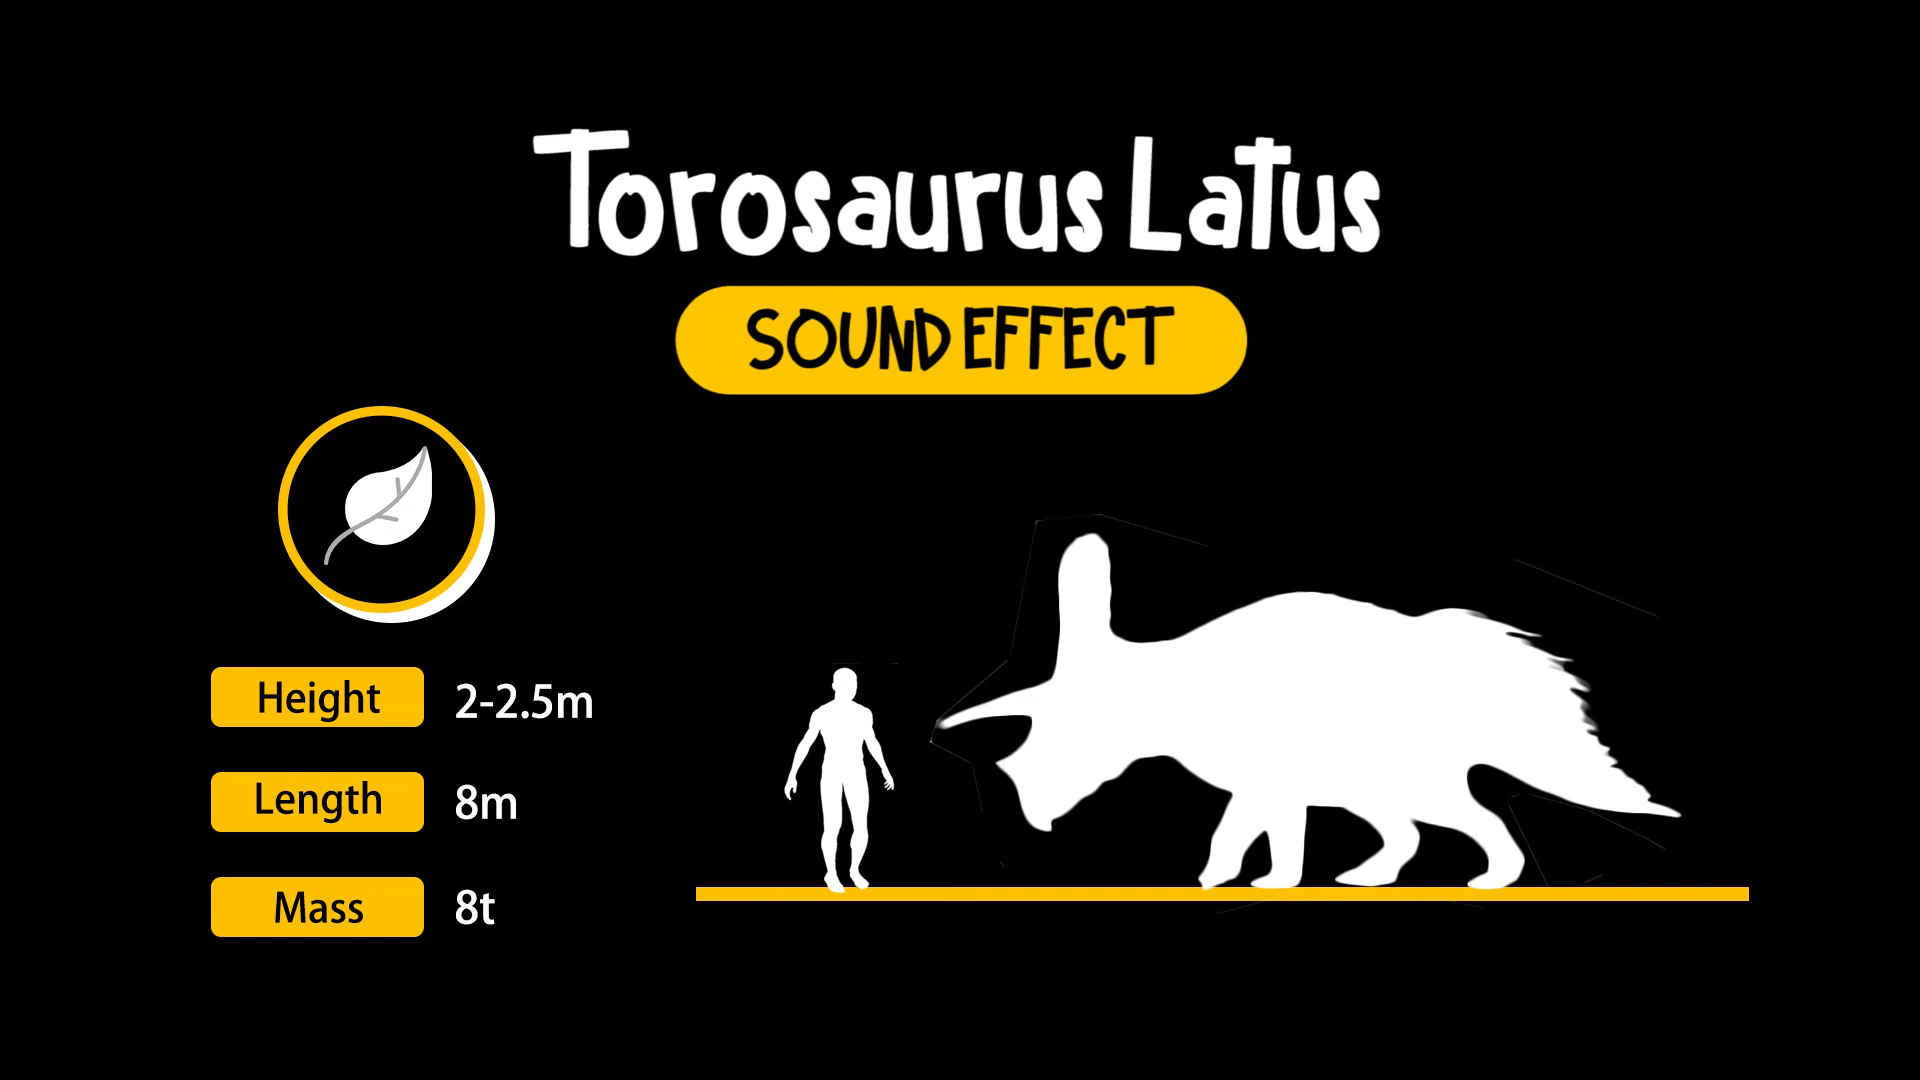 Torosaurus Latus
SOUND EFFECT
Height 2-2.5m
Length 8m
Mass 8t